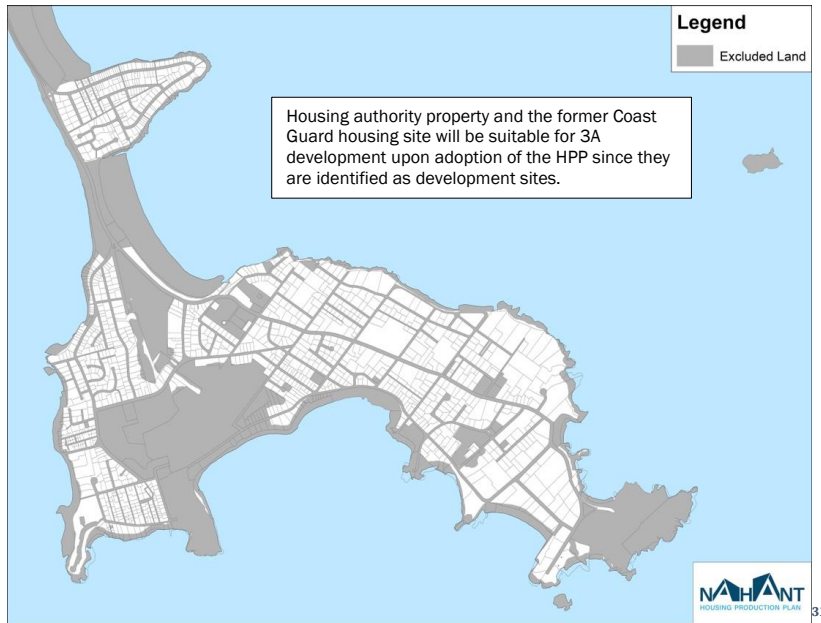 Legend
Excluded Land
Housing authority property and the former Coast
Guard housing site will be suitable for 3A
development upon adoption of the HPP since they
are identified as development sites.
NAHANT
HOUSING PRODUCTION PLAN